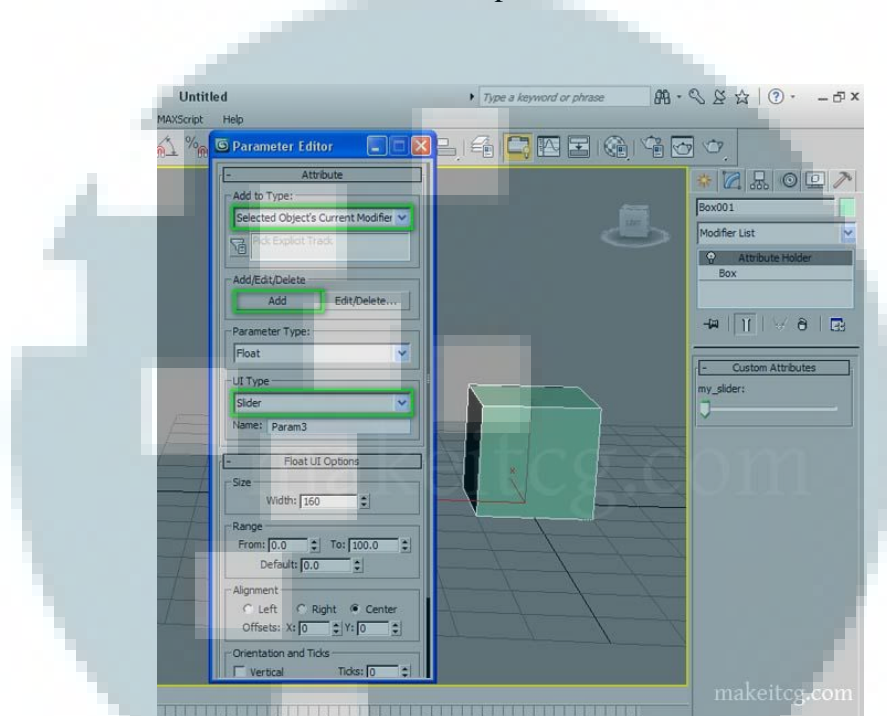 Untitled
Type a keyword or phrase
MAXScript Help
Parameter Editor
Attribute
Add to Type:
Selected Object's Current Modifier
Pick Explicit Track
Add/Edit/Delete
Add Edit/Delete...
Parameter Type:
Float
UI Type
Slider
Name: Param3
Float UI Options
Size
Width: 160
Range
From: 0.0 To: 100.0
Default: 0.0
Alignment
Left Right Center
Offsets: X: 0 Y: 0
Orientation and Ticks
Vertical Ticks: 0
Box001
Modifier List
Attribute Holder
Box
Custom Attributes
my_slider:
x
makeitcg.com
makeitcg.com